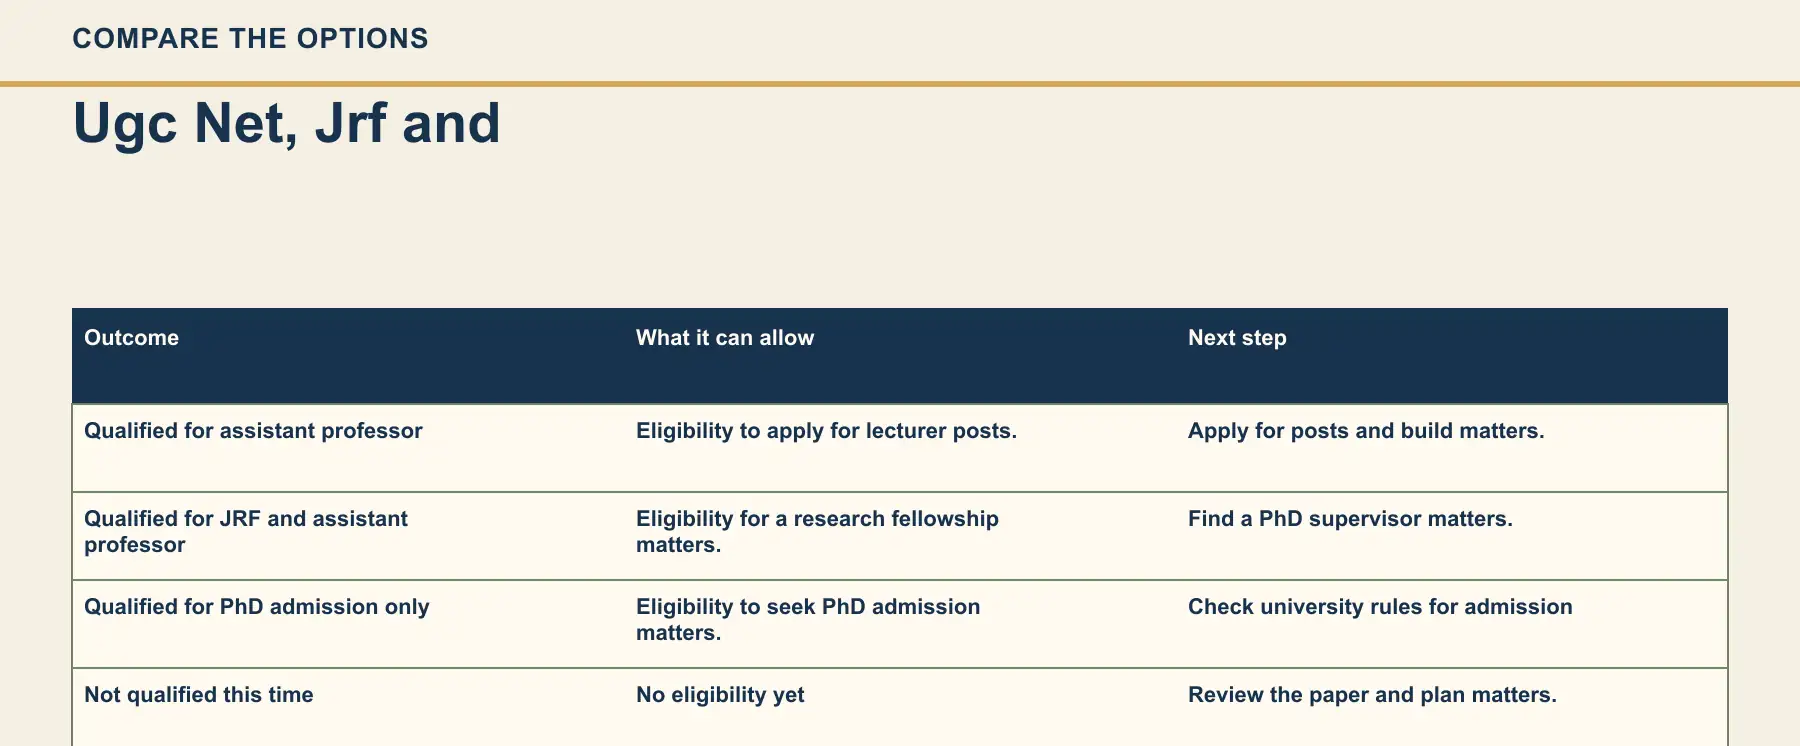 COMPARE THE OPTIONS
Ugc Net, Jrf and
Outcome
What it can allow
Next step
Qualified for assistant professor
Eligibility to apply for lecturer posts.
Apply for posts and build matters.
Qualified for JRF and assistant
professor
Eligibility for a research fellowship
matters.
Find a PhD supervisor matters.
Qualified for PhD admission only
Eligibility to seek PhD admission
matters.
Check university rules for admission
Not qualified this time
No eligibility yet
Review the paper and plan matters.